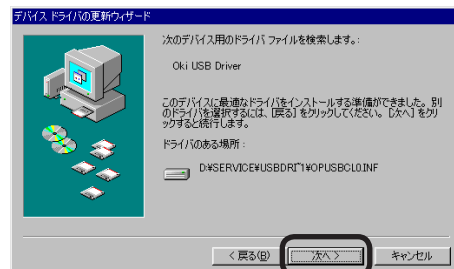 デバイス ドライバの更新ウィザード
次のデバイス用のドライバ ファイルを検索します。:
Oki USB Driver
このデバイスに最適なドライバをインストールする準備ができました。別
のドライバを選択するには、[戻る] をクリックしてください。[次へ] をクリ
ックすると続行します。
ドライバのある場所:
D:¥SERVICE¥USBDRI~1¥OPUSBCL0.INF
< 戻る(B)
次へ >
キャンセル